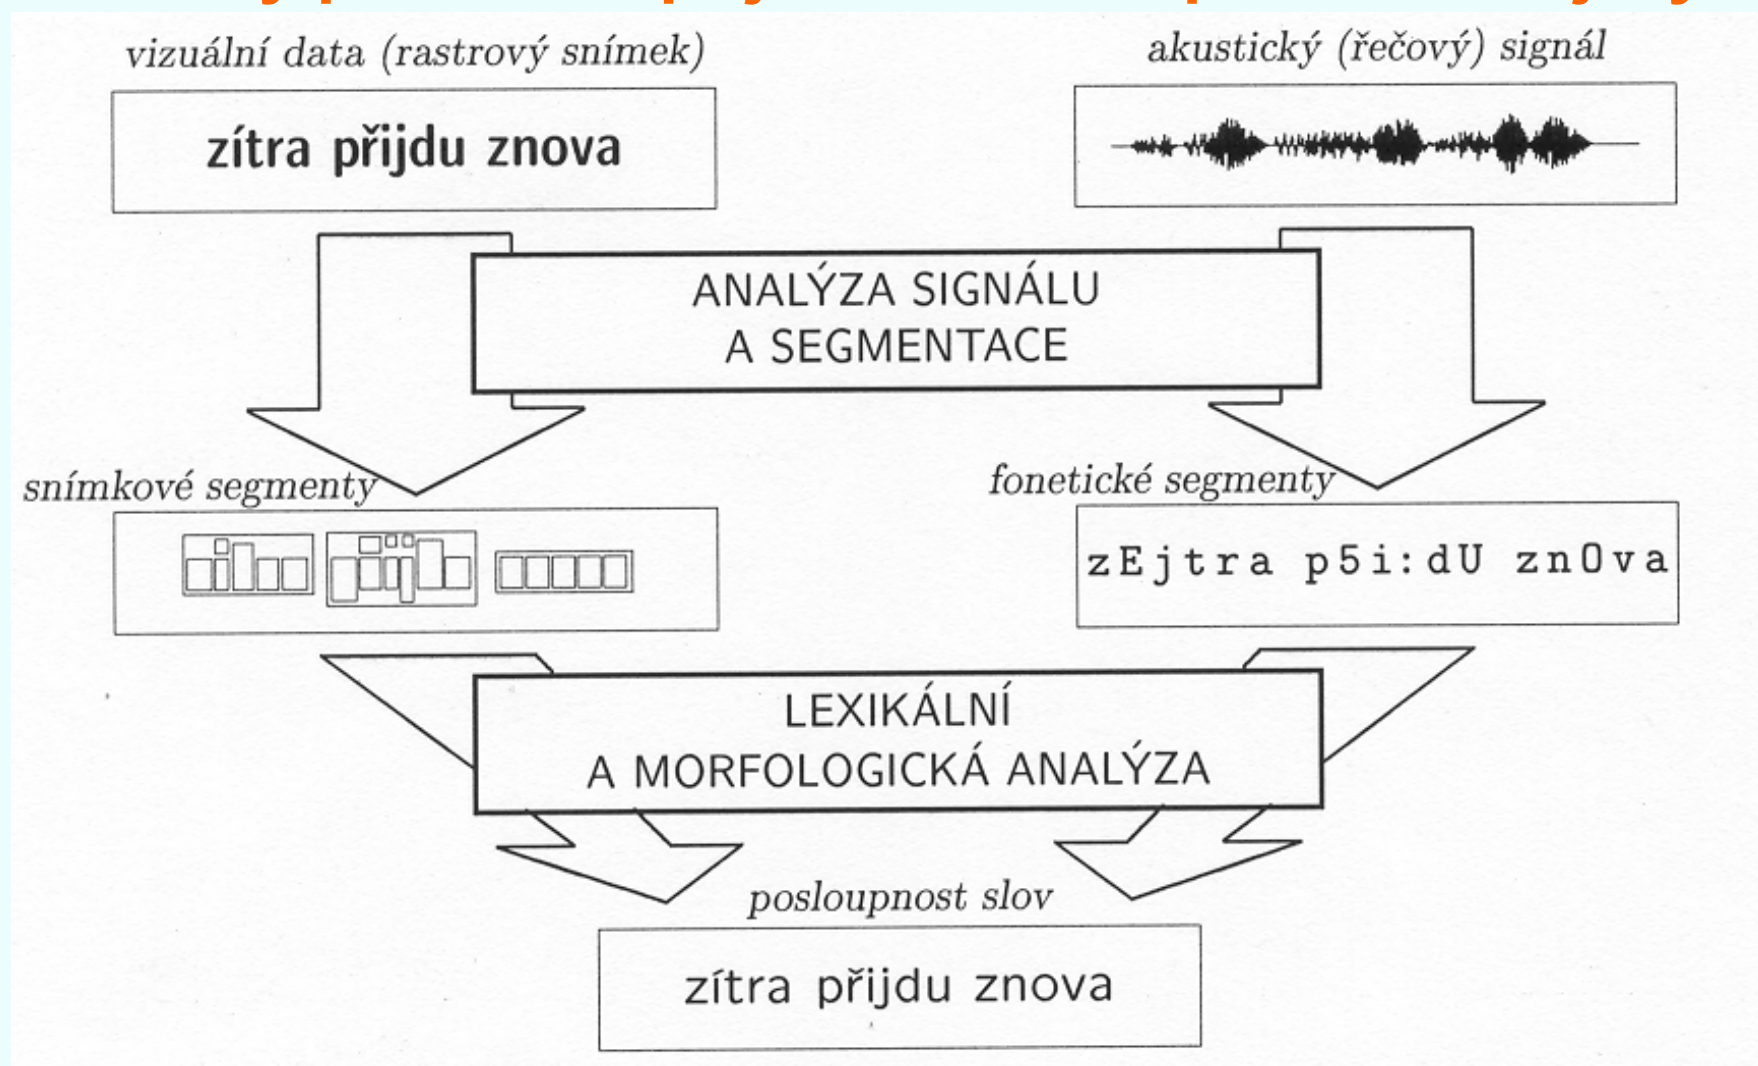 vizuální data (rastrový snímek)
akustický (řečový) signál
zítra přijdu znova
ANALÝZA SIGNÁLU
A SEGMENTACE
snímkové segmenty
fonetické segmenty
zEjtra p5i:dU znOva
LEXIKÁLNÍ
A MORFOLOGICKÁ ANALÝZA
posloupnost slov
zítra přijdu znova